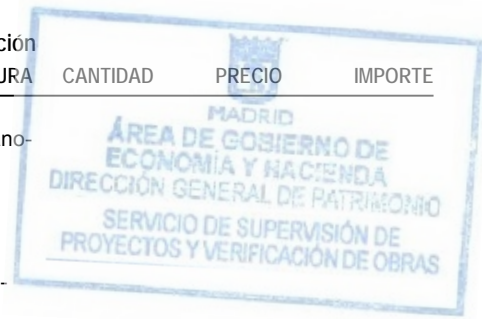 ción
URA CANTIDAD PRECIO IMPORTE
no-
MADRID
ÁREA DE GOBIERNO DE
ECONOMÍA Y HACIENDA
DIRECCIÓN GENERAL DE PATRIMONIO
SERVICIO DE SUPERVISIÓN DE
PROYECTOS Y VERIFICACIÓN DE OBRAS
-